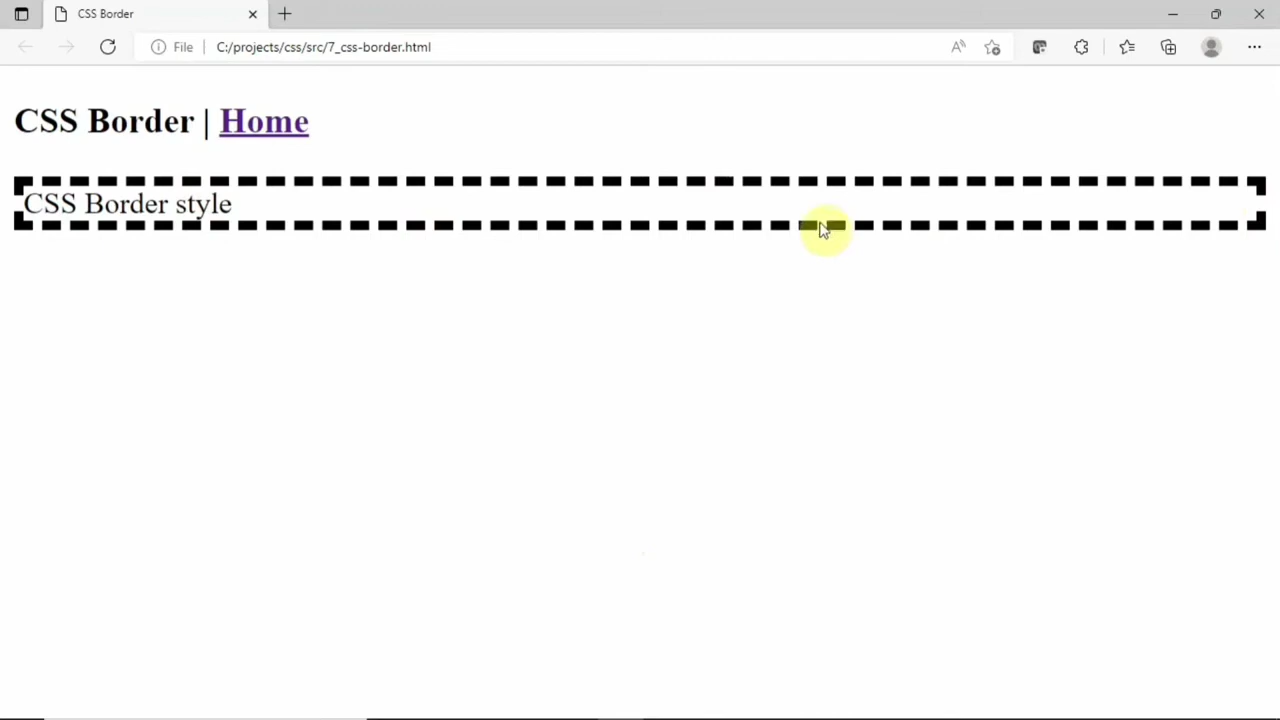 CSS Border
File
C:/projects/css/src/7_css-border.html
CSS Border | Home
CSS Border style